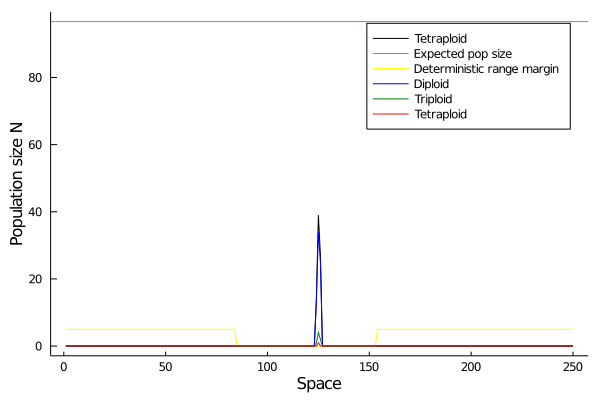 Tetraploid
Expected pop size
Deterministic range margin
Diploid
Triploid
Tetraploid
Population size N
80
60
40
20
0
0 50 100 150 200 250
Space